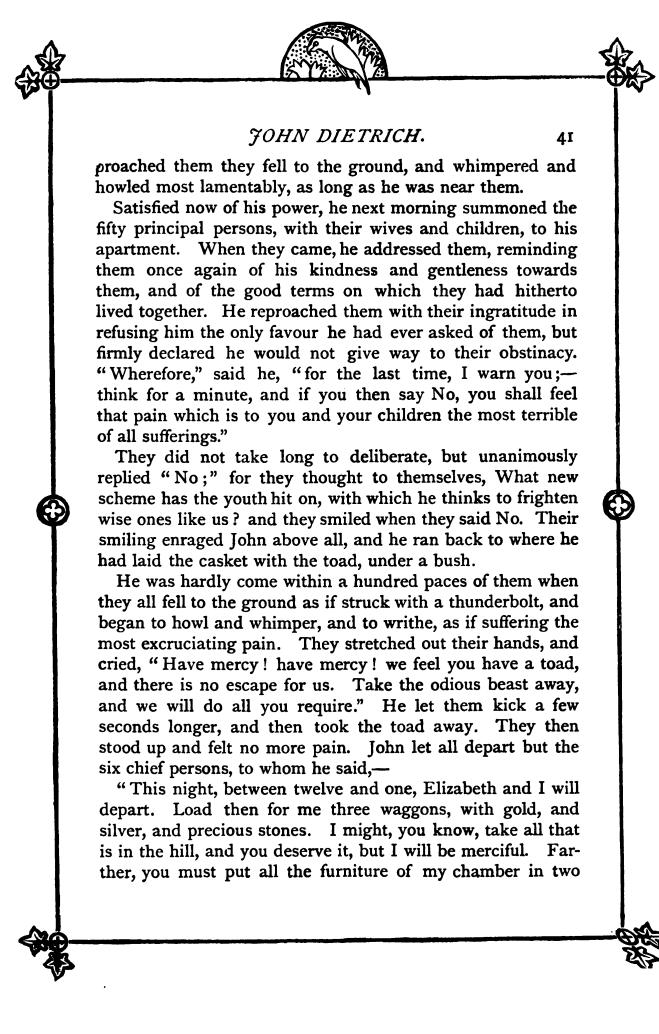 JOHN DIETRICH. 41
proached them they fell to the ground, and whimpered and
howled most lamentably, as long as he was near them.
Satisfied now of his power, he next morning summoned the
fifty principal persons, with their wives and children, to his
apartment. When they came, he addressed them, reminding
them once again of his kindness and gentleness towards
them, and of the good terms on which they had hitherto
lived together. He reproached them with their ingratitude in
refusing him the only favour he had ever asked of them, but
firmly declared he would not give way to their obstinacy.
“Wherefore,” said he, “for the last time, I warn you;—
think for a minute, and if you then say No, you shall feel
that pain which is to you and your children the most terrible
of all sufferings.”
They did not take long to deliberate, but unanimously
replied “No;” for they thought to themselves, What new
scheme has the youth hit on, with which he thinks to frighten
wise ones like us? and they smiled when they said No. Their
smiling enraged John above all, and he ran back to where he
had laid the casket with the toad, under a bush.
He was hardly come within a hundred paces of them when
they all fell to the ground as if struck with a thunderbolt, and
began to howl and whimper, and to writhe, as if suffering the
most excruciating pain. They stretched out their hands, and
cried, “Have mercy! have mercy! we feel you have a toad,
and there is no escape for us. Take the odious beast away,
and we will do all you require.” He let them kick a few
seconds longer, and then took the toad away. They then
stood up and felt no more pain. John let all depart but the
six chief persons, to whom he said,—
“This night, between twelve and one, Elizabeth and I will
depart. Load then for me three waggons, with gold, and
silver, and precious stones. I might, you know, take all that
is in the hill, and you deserve it, but I will be merciful. Far-
ther, you must put all the furniture of my chamber in two